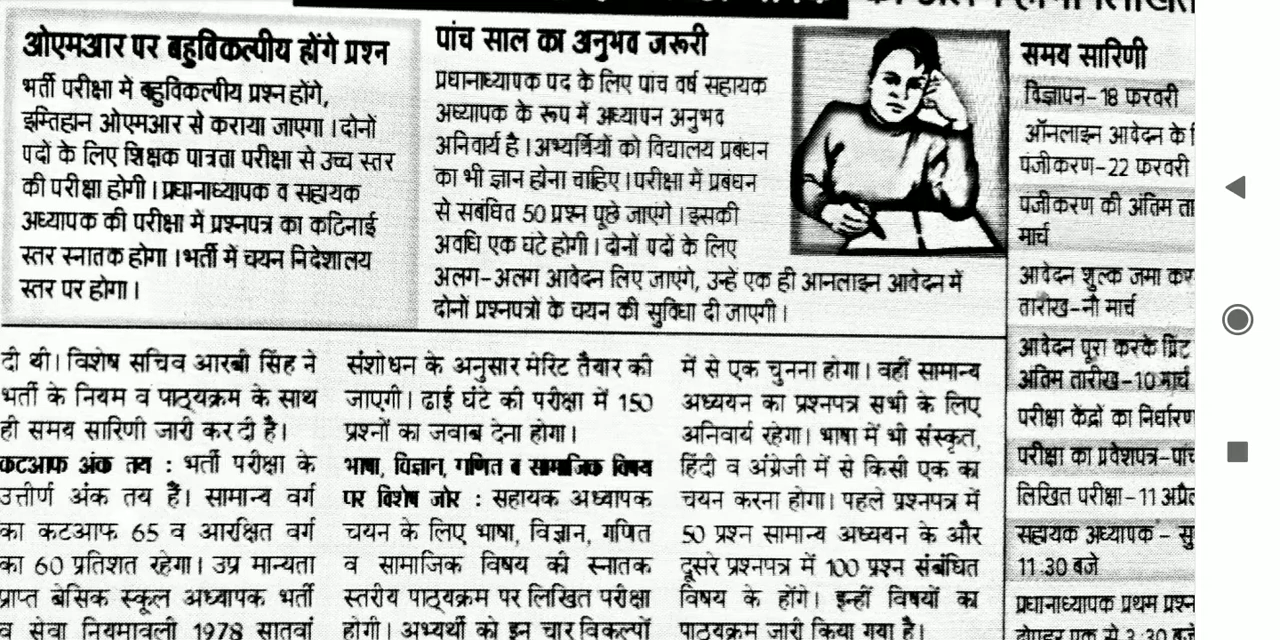 ओएमआर पर बहुविकल्पीय होंगे प्रश्न
भर्ती परीक्षा में बहुविकल्पीय प्रश्न होंगे,
इम्तिहान ओएमआर से कराया जाएगा। दोनों
पदों के लिए शिक्षक पात्रता परीक्षा से उच्च स्तर
की परीक्षा होगी। प्रधानाध्यापक व सहायक
अध्यापक की परीक्षा में प्रश्नपत्र का कठिनाई
स्तर स्नातक होगा। भर्ती में चयन निदेशालय
स्तर पर होगा।
पांच साल का अनुभव जरूरी
प्रधानाध्यापक पद के लिए पांच वर्ष सहायक
अध्यापक के रूप में अध्यापन अनुभव
अनिवार्य है। अभ्यर्थियों को विद्यालय प्रबंधन
का भी ज्ञान होना चाहिए। परीक्षा में प्रबंधन
से संबंधित 50 प्रश्न पूछे जाएंगे। इसकी
अवधि एक घंटे होगी। दोनों पदों के लिए
अलग-अलग आवेदन लिए जाएंगे, उन्हें एक ही आनलाइन आवेदन में
दोनों प्रश्नपत्रों के चयन की सुविधा दी जाएगी।
समय सारिणी
विज्ञापन-18 फरवरी
ऑनलाइन आवेदन के
पंजीकरण-22 फरवरी
पंजीकरण की अंतिम ता
मार्च
आवेदन शुल्क जमा कर
तारीख-नौ मार्च
आवेदन पूरा करके प्रिंट
अंतिम तारीख-10 मार्च
परीक्षा केंद्रों का निर्धारण
परीक्षा का प्रवेशपत्र-पांच
लिखित परीक्षा-11 अप्रैल
सहायक अध्यापक - सु
11.30 बजे
प्रधानाध्यापक प्रथम प्रश्न
दी थी। विशेष सचिव आरबी सिंह ने
भर्ती के नियम व पाठ्यक्रम के साथ
ही समय सारिणी जारी कर दी है।
कटआफ अंक तय : भर्ती परीक्षा के
उत्तीर्ण अंक तय हैं। सामान्य वर्ग
का कटआफ 65 व आरक्षित वर्ग
का 60 प्रतिशत रहेगा। उप्र मान्यता
प्राप्त बेसिक स्कूल अध्यापक भर्ती
व सेवा नियमावली 1978 सातवां
संशोधन के अनुसार मेरिट तैयार की
जाएगी। ढाई घंटे की परीक्षा में 150
प्रश्नों का जवाब देना होगा।
भाषा, विज्ञान, गणित व सामाजिक विषय
पर विशेष जोर : सहायक अध्यापक
चयन के लिए भाषा, विज्ञान, गणित
व सामाजिक विषय की स्नातक
स्तरीय पाठ्यक्रम पर लिखित परीक्षा
होगी। अभ्यर्थी को इन चार विकल्पों
में से एक चुनना होगा। वहीं सामान्य
अध्ययन का प्रश्नपत्र सभी के लिए
अनिवार्य रहेगा। भाषा में भी संस्कृत,
हिंदी व अंग्रेजी में से किसी एक का
चयन करना होगा। पहले प्रश्नपत्र में
50 प्रश्न सामान्य अध्ययन के और
दूसरे प्रश्नपत्र में 100 प्रश्न संबंधित
विषय के होंगे। इन्हीं विषयों का
पाठ्यक्रम जारी किया गया है।